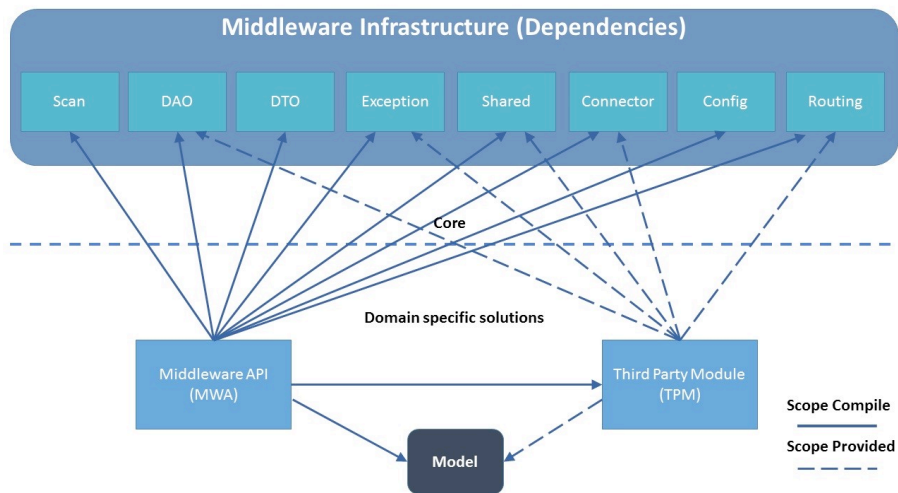 Middleware Infrastructure (Dependencies)
Scan
DAO
DTO
Exception
Shared
Connector
Config
Routing
Core
Domain specific solutions
Middleware API
(MWA)
Third Party Module
(TPM)
Model
Scope Compile
Scope Provided